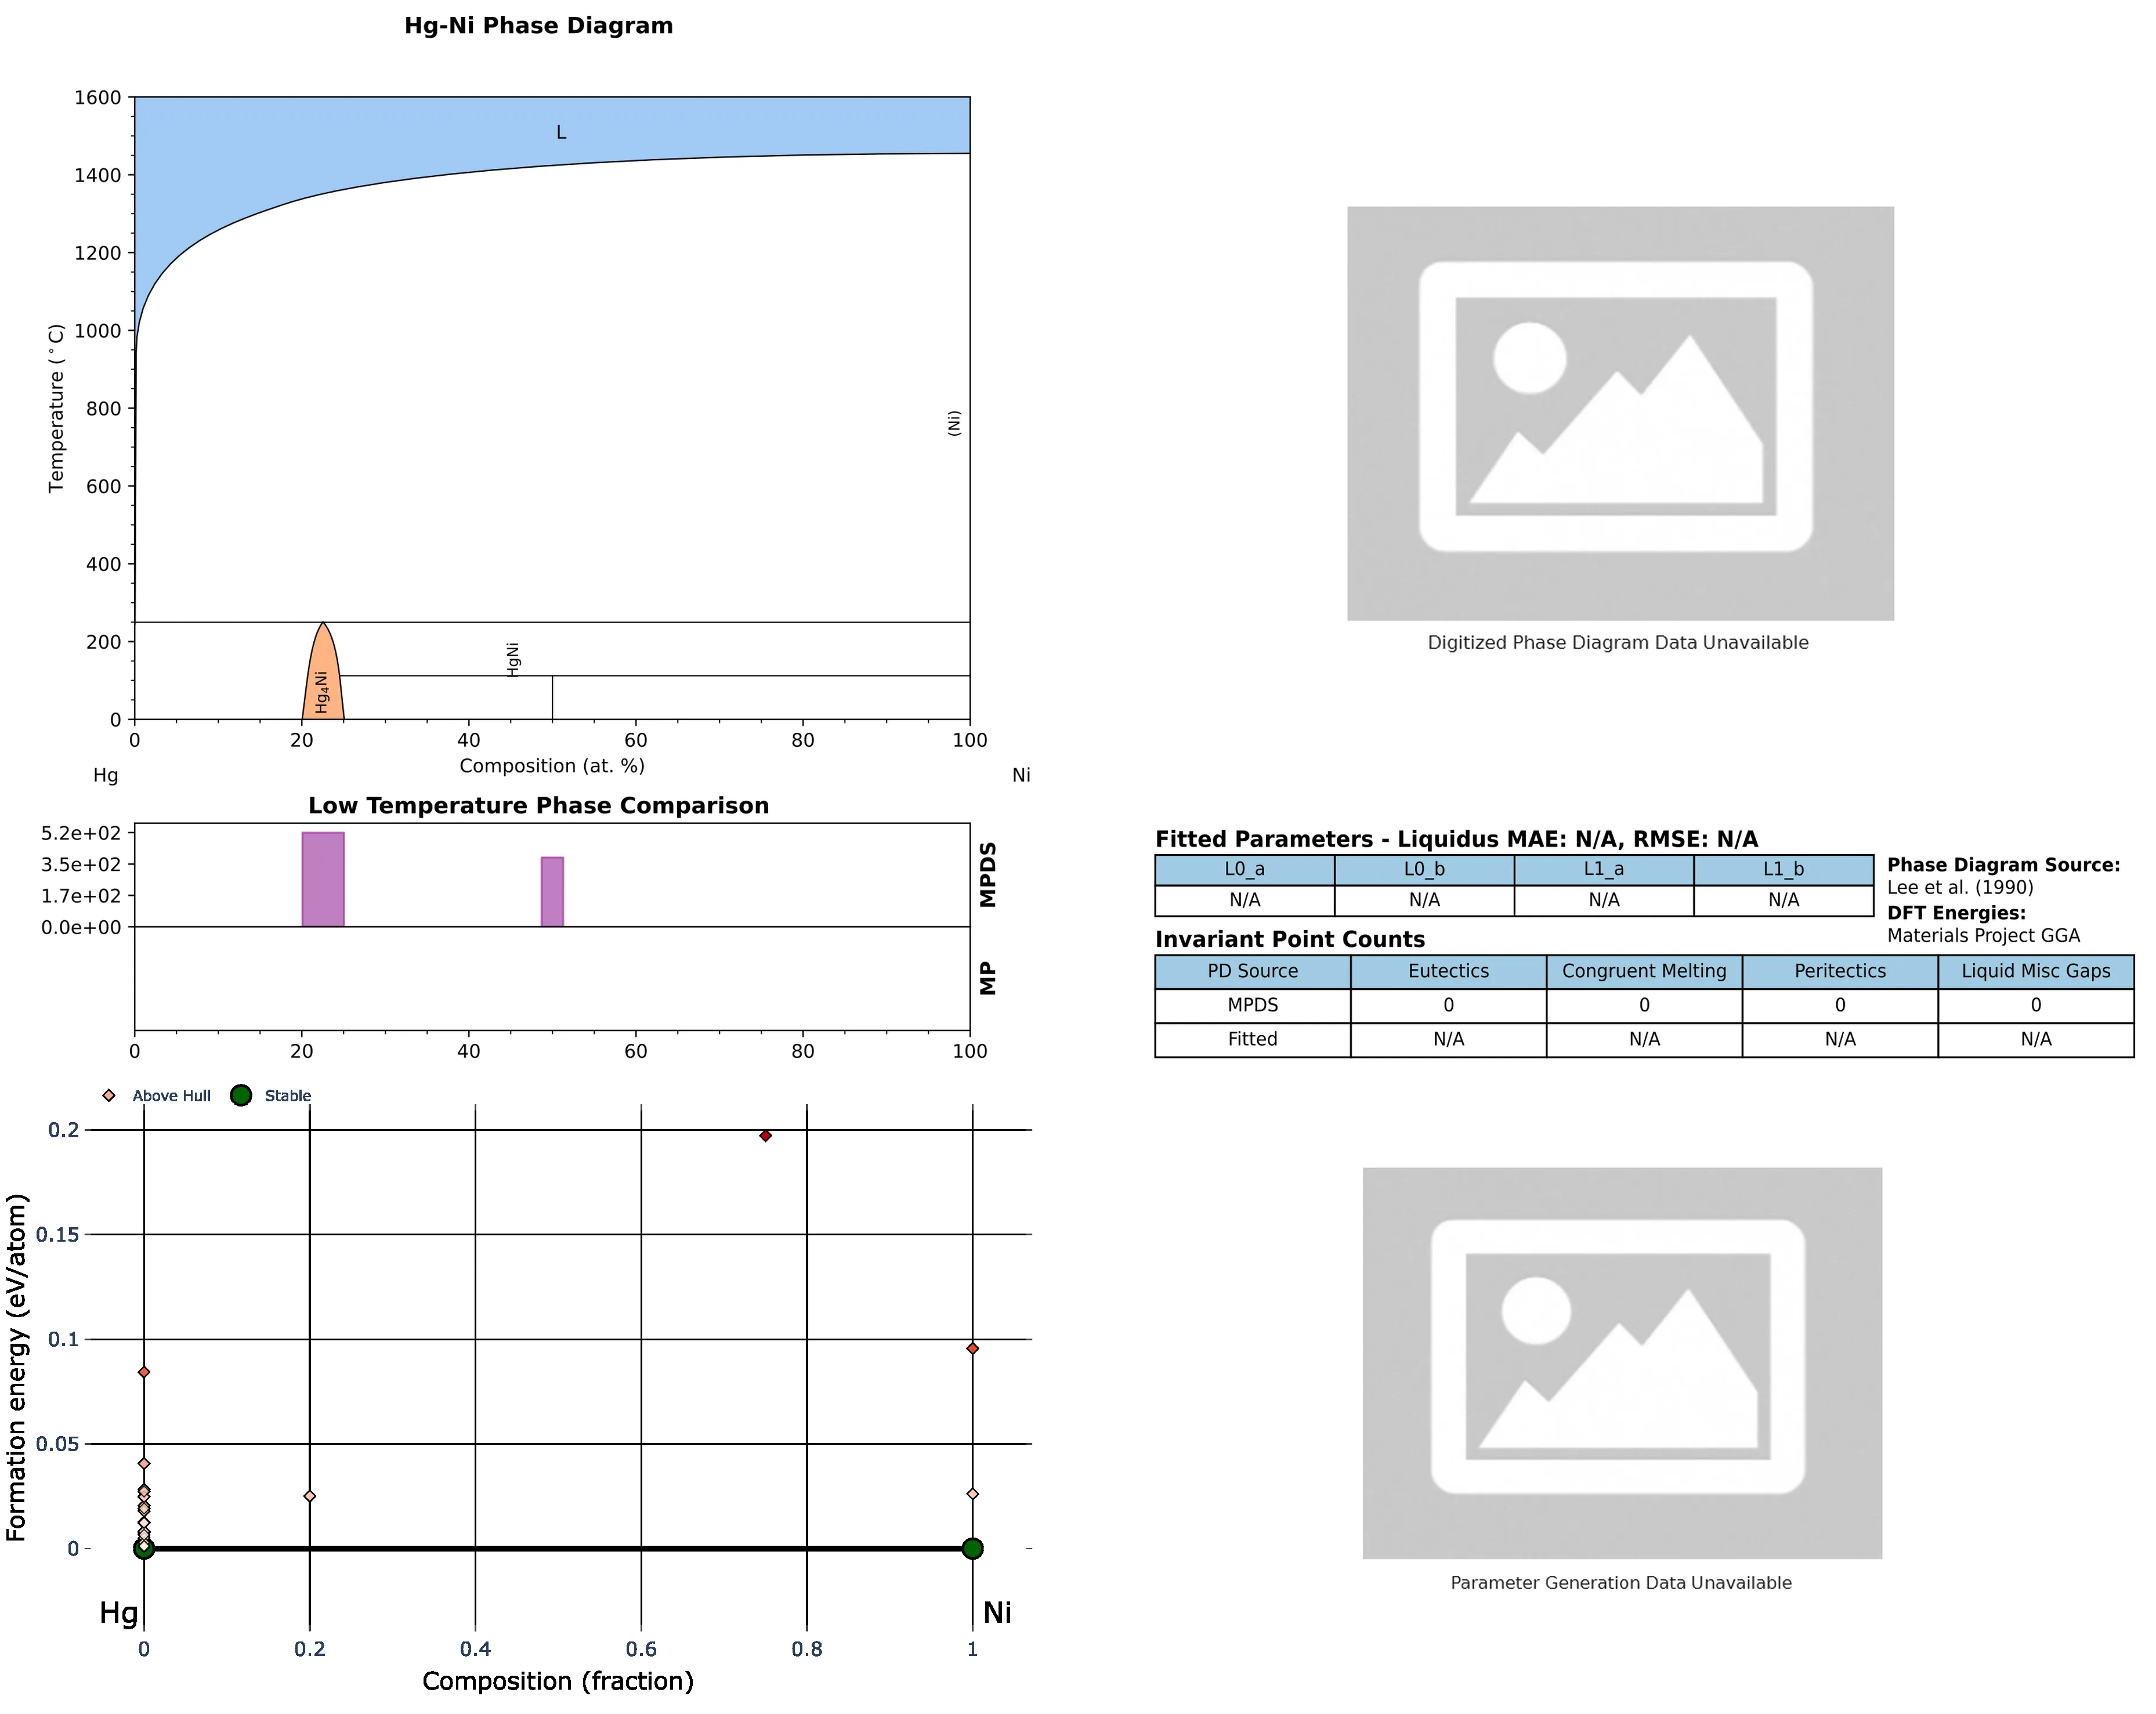 Hg-Ni Phase Diagram
1600
1400
1200
1000
800
600
400
200
0
Temperature (°C)
L
(Ni)
HgNi
Hg₄Ni
0 20 40 60 80 100
Composition (at. %)
Hg Ni
Digitized Phase Diagram Data Unavailable
Low Temperature Phase Comparison
5.2e+02
3.5e+02
1.7e+02
0.0e+00
MPDS
MP
0 20 40 60 80 100
Fitted Parameters - Liquidus MAE: N/A, RMSE: N/A
L0_a L0_b L1_a L1_b
N/A N/A N/A N/A
Phase Diagram Source:
Lee et al. (1990)
DFT Energies:
Materials Project GGA
Invariant Point Counts
PD Source Eutectics Congruent Melting Peritectics Liquid Misc Gaps
MPDS 0 0 0 0
Fitted N/A N/A N/A N/A
Above Hull Stable
0.2
0.15
0.1
0.05
0
Formation energy (eV/atom)
Hg Ni
0 0.2 0.4 0.6 0.8 1
Composition (fraction)
Parameter Generation Data Unavailable